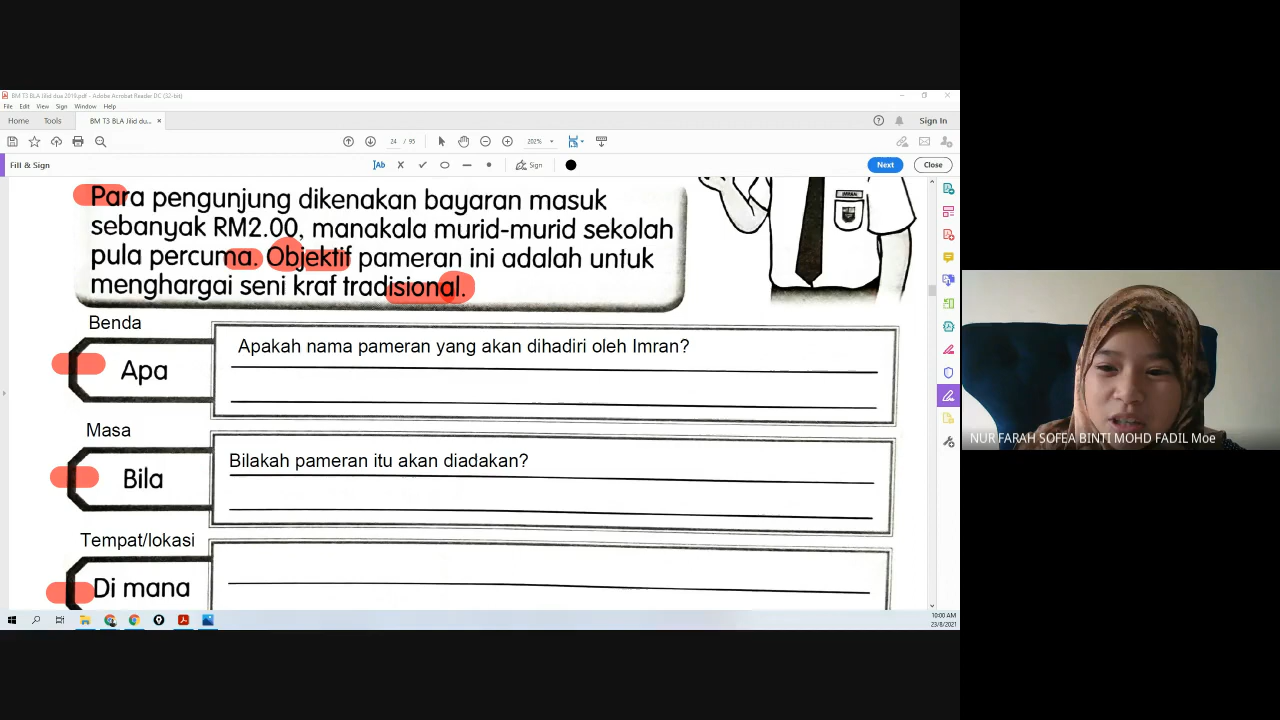 BM T3 BLA Jilid dua 2019.pdf - Adobe Acrobat Reader DC (32-bit)
File Edit View Sign Window Help
Home Tools BM T3 BLA Jilid du... × Sign In
24 / 95 202%
Fill & Sign Ab Sign Next Close
Para pengunjung dikenakan bayaran masuk
sebanyak RM2.00, manakala murid-murid sekolah
pula percuma. Objektif pameran ini adalah untuk
menghargai seni kraf tradisional.
Benda
Apa
Apakah nama pameran yang akan dihadiri oleh Imran?
Masa
Bila
Bilakah pameran itu akan diadakan?
Tempat/lokasi
Di mana
NUR FARAH SOFEA BINTI MOHD FADIL Moe
10:00 AM
23/8/2021